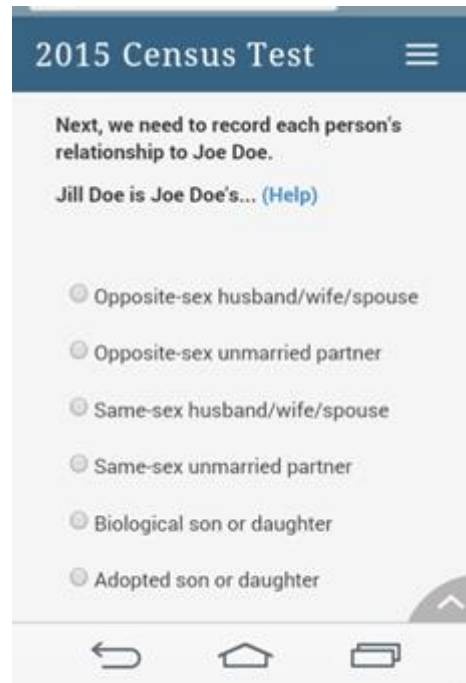 2015 Census Test
Next, we need to record each person's
relationship to Joe Doe.
Jill Doe is Joe Doe's... (Help)
Opposite-sex husband/wife/spouse
Opposite-sex unmarried partner
Same-sex husband/wife/spouse
Same-sex unmarried partner
Biological son or daughter
Adopted son or daughter